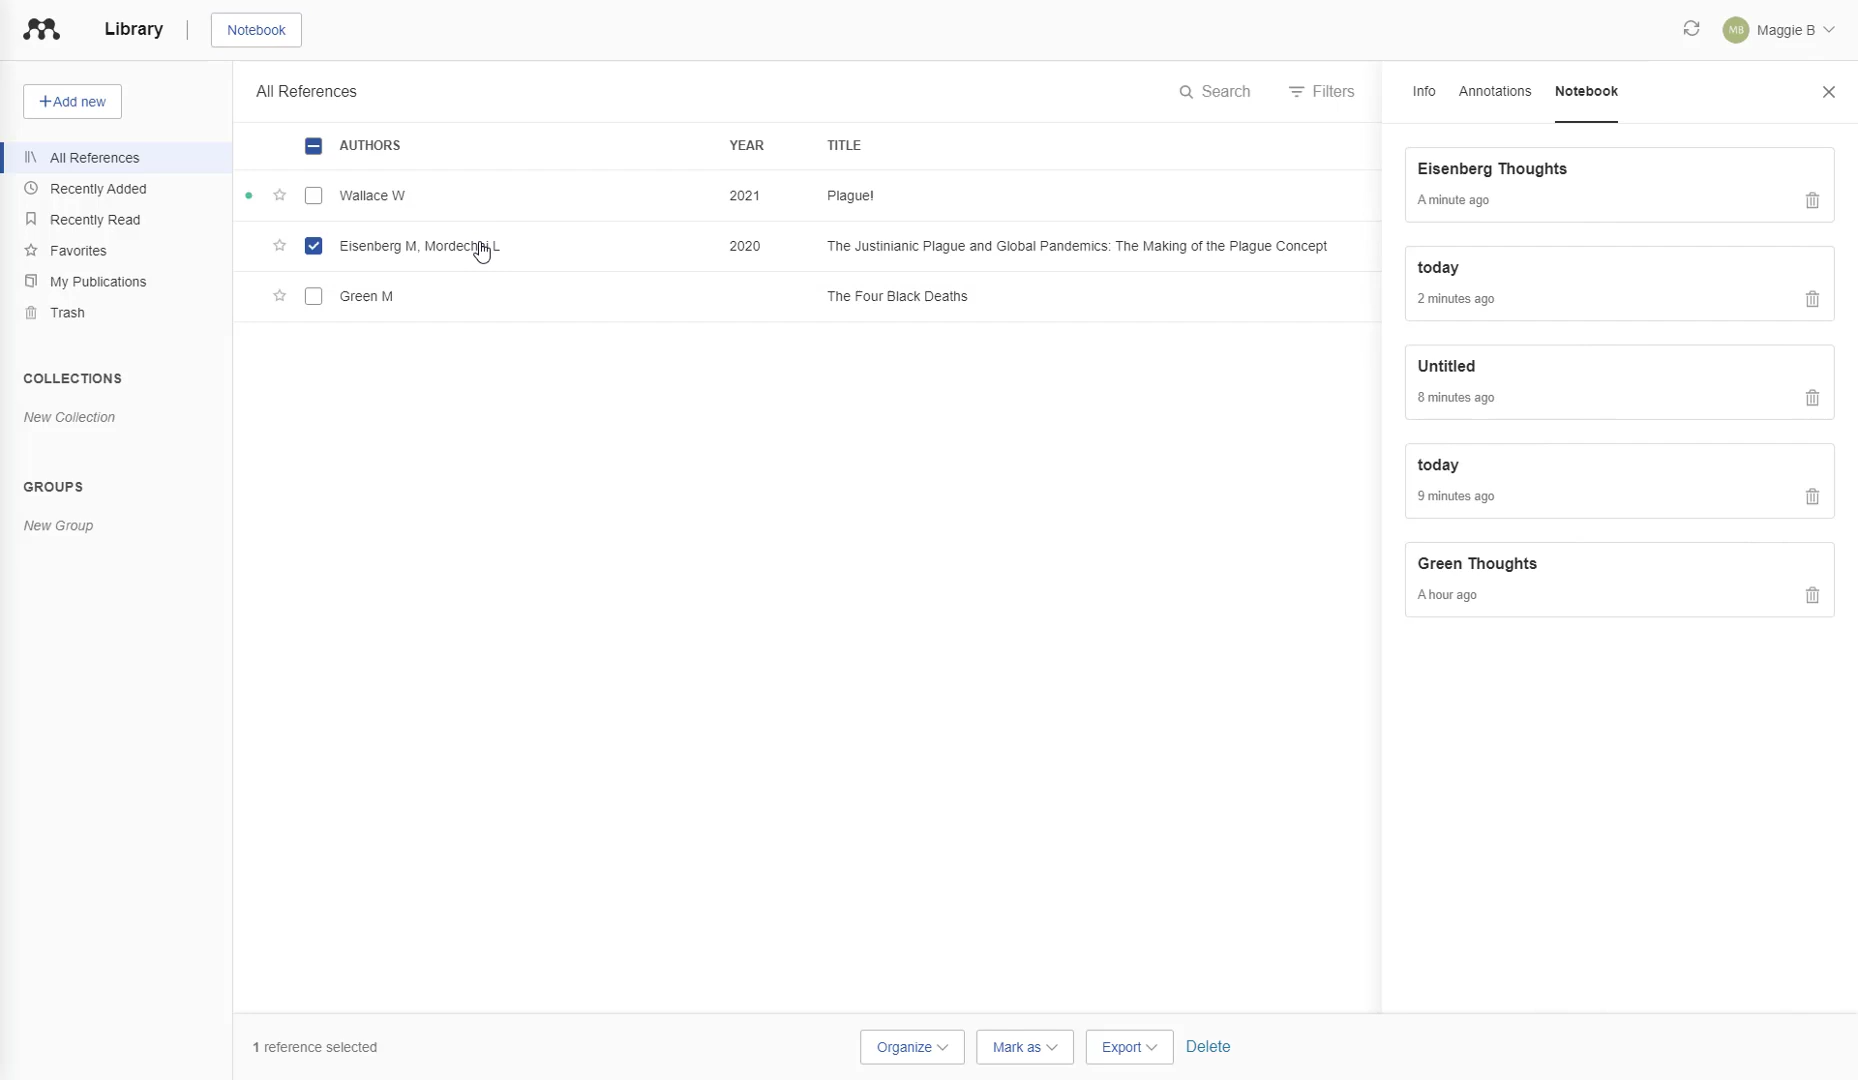 Library
Notebook
MB Maggie B
+Add new
All References
Recently Added
Recently Read
Favorites
My Publications
Trash
COLLECTIONS
New Collection
GROUPS
New Group
All References
Search
Filters
AUTHORS YEAR TITLE
Wallace W 2021 Plague!
Eisenberg M, Mordechai L 2020 The Justinianic Plague and Global Pandemics: The Making of the Plague Concept
Green M The Four Black Deaths
Info Annotations Notebook
Eisenberg Thoughts
A minute ago
today
2 minutes ago
Untitled
8 minutes ago
today
9 minutes ago
Green Thoughts
A hour ago
1 reference selected
Organize Mark as Export Delete